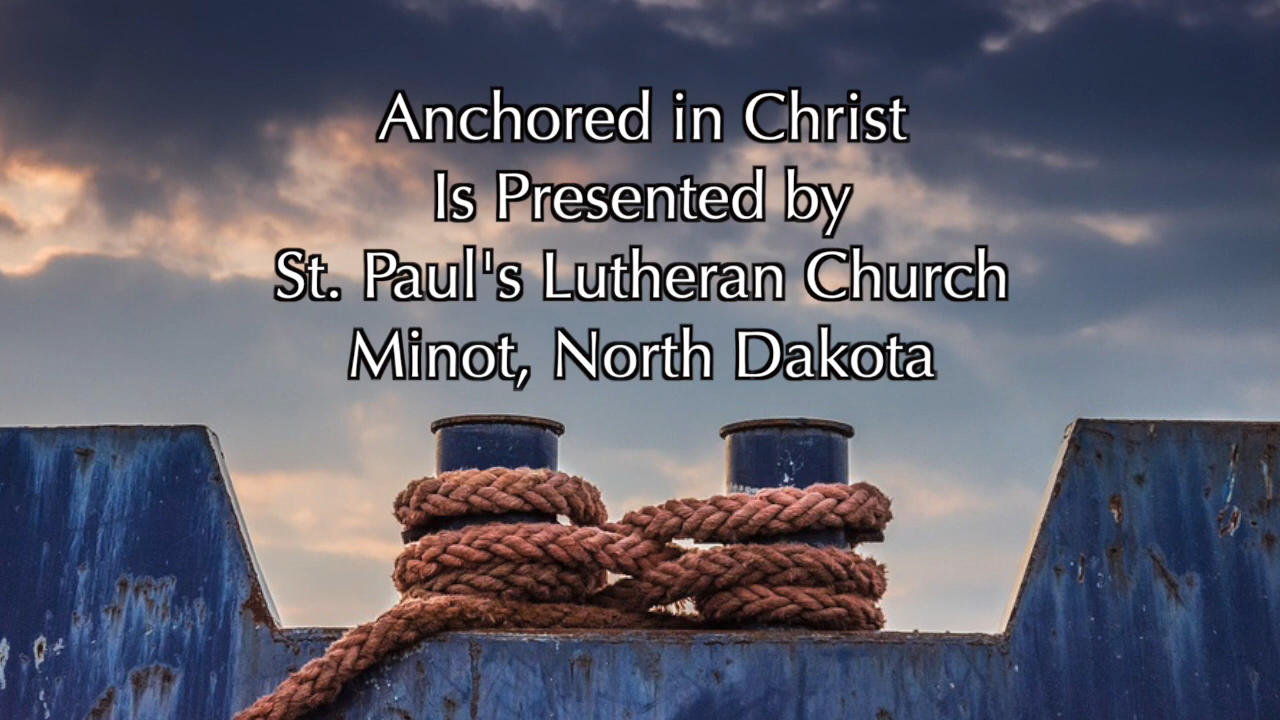 Anchored in Christ
Is Presented by
St. Paul's Lutheran Church
Minot, North Dakota